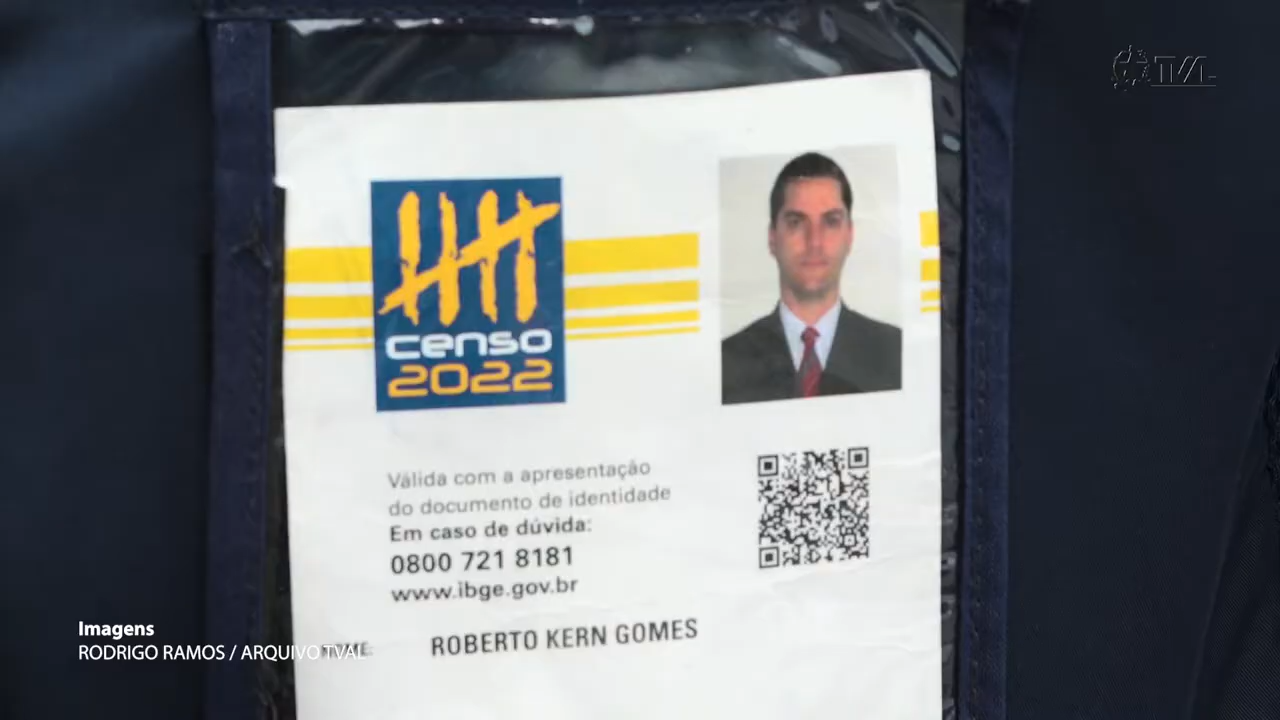 TVAL
censo
2022
Válida com a apresentação
do documento de identidade
Em caso de dúvida:
0800 721 8181
www.ibge.gov.br
ROBERTO KERN GOMES
Imagens
RODRIGO RAMOS / ARQUIVO TVAL